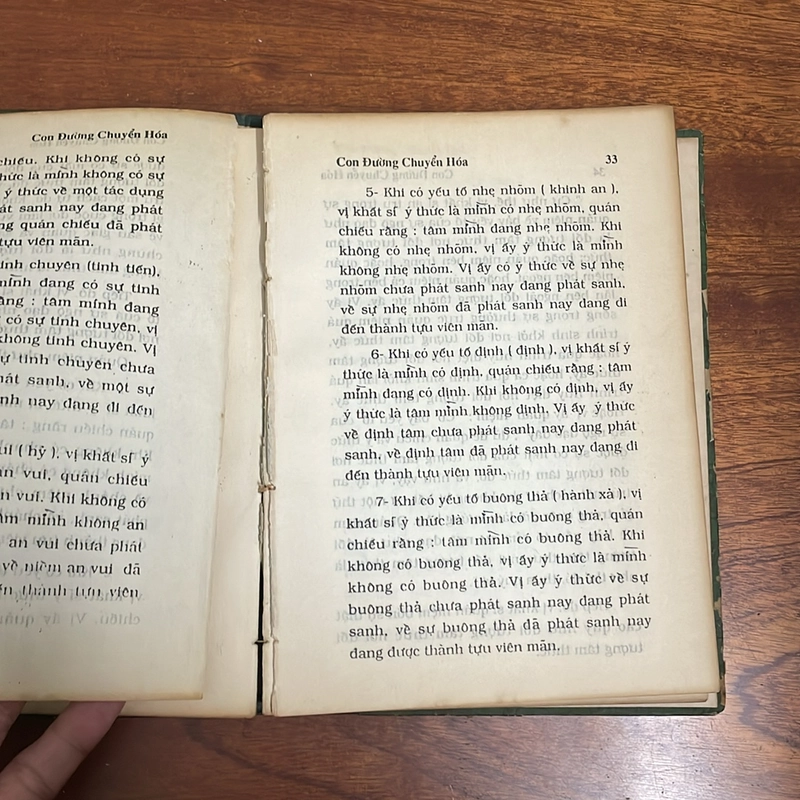 Con Đường Chuyển Hóa
chiếu. Khi không có sự
thức là mình không có sự
ý thức về một tác dụng
phát sanh nay đang phát
quán chiếu đã phát
tựu viên mãn.
tinh chuyên (tinh tiến),
mình đang có sự tinh
rằng : tâm mình đang
có sự tinh chuyên, vị
không tinh chuyên. Vị
sự tinh chuyên chưa
phát sanh, về một sự
sanh nay đang đi đến
vui ( hỷ ), vị khất sĩ ý
an vui, quán chiếu
an vui. Khi không có
tâm mình không an
an vui chưa phát
về niềm an vui đã
đến thành tựu viên
Con Đường Chuyển Hóa 33
5- Khi có yếu tố nhẹ nhõm ( khinh an ),
vị khất sĩ ý thức là mình có nhẹ nhõm, quán
chiếu rằng : tâm mình đang nhẹ nhõm. Khi
không có nhẹ nhõm, vị ấy ý thức là mình
không nhẹ nhõm. Vị ấy có ý thức về sự nhẹ
nhõm chưa phát sanh nay đang phát sanh,
về sự nhẹ nhõm đã phát sanh nay đang đi
đến thành tựu viên mãn.
6- Khi có yếu tố định ( định ), vị khất sĩ ý
thức là mình có định, quán chiếu rằng : tâm
mình đang có định. Khi không có định, vị ấy
ý thức là tâm mình không định, Vị ấy ý thức
về định tâm chưa phát sanh nay đang phát
sanh, về định tâm đã phát sanh nay đang đi
đến thành tựu viên mãn.
7- Khi có yếu tố buông thả ( hành xả ), vị
khất sĩ ý thức là mình có buông thả, quán
chiếu rằng : tâm mình có buông thả. Khi
không có buông thả, vị ấy ý thức là mình
không có buông thả. Vị ấy ý thức về sự
buông thả chưa phát sanh nay đang phát
sanh, về sự buông thả đã phát sanh nay
đang được thành tựu viên mãn.